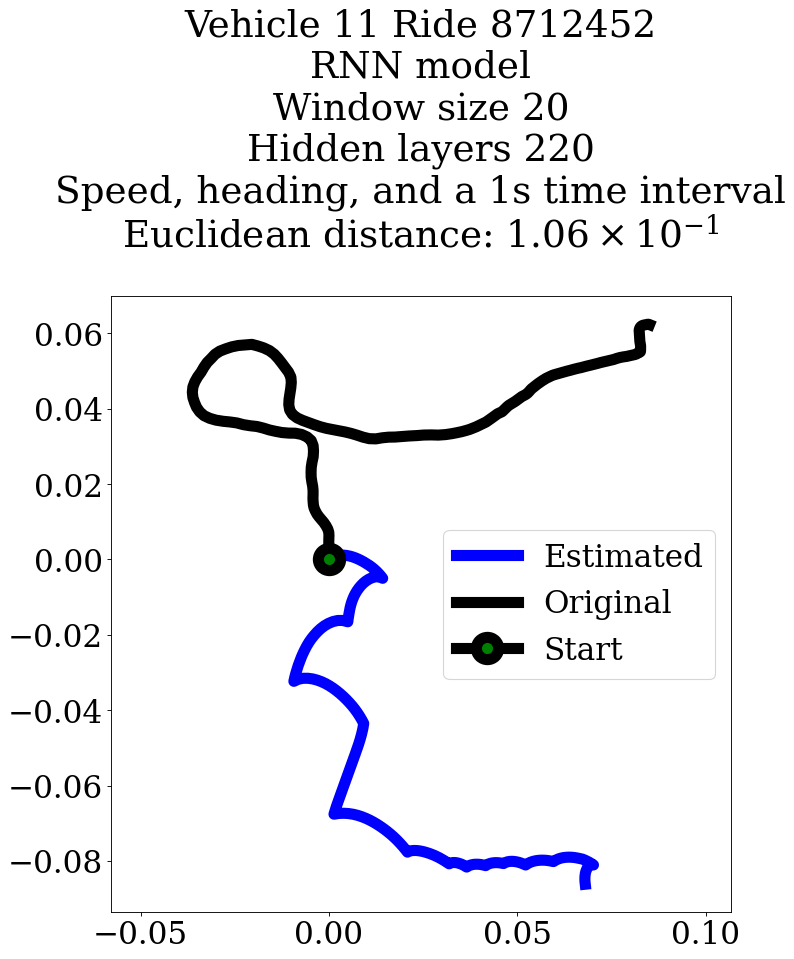 Vehicle 11 Ride 8712452
RNN model
Window size 20
Hidden layers 220
Speed, heading, and a 1s time interval
Euclidean distance: 1.06 × 10⁻¹
0.06
0.04
0.02
0.00
−0.02
−0.04
−0.06
−0.08
Estimated
Original
Start
−0.05
0.00
0.05
0.10